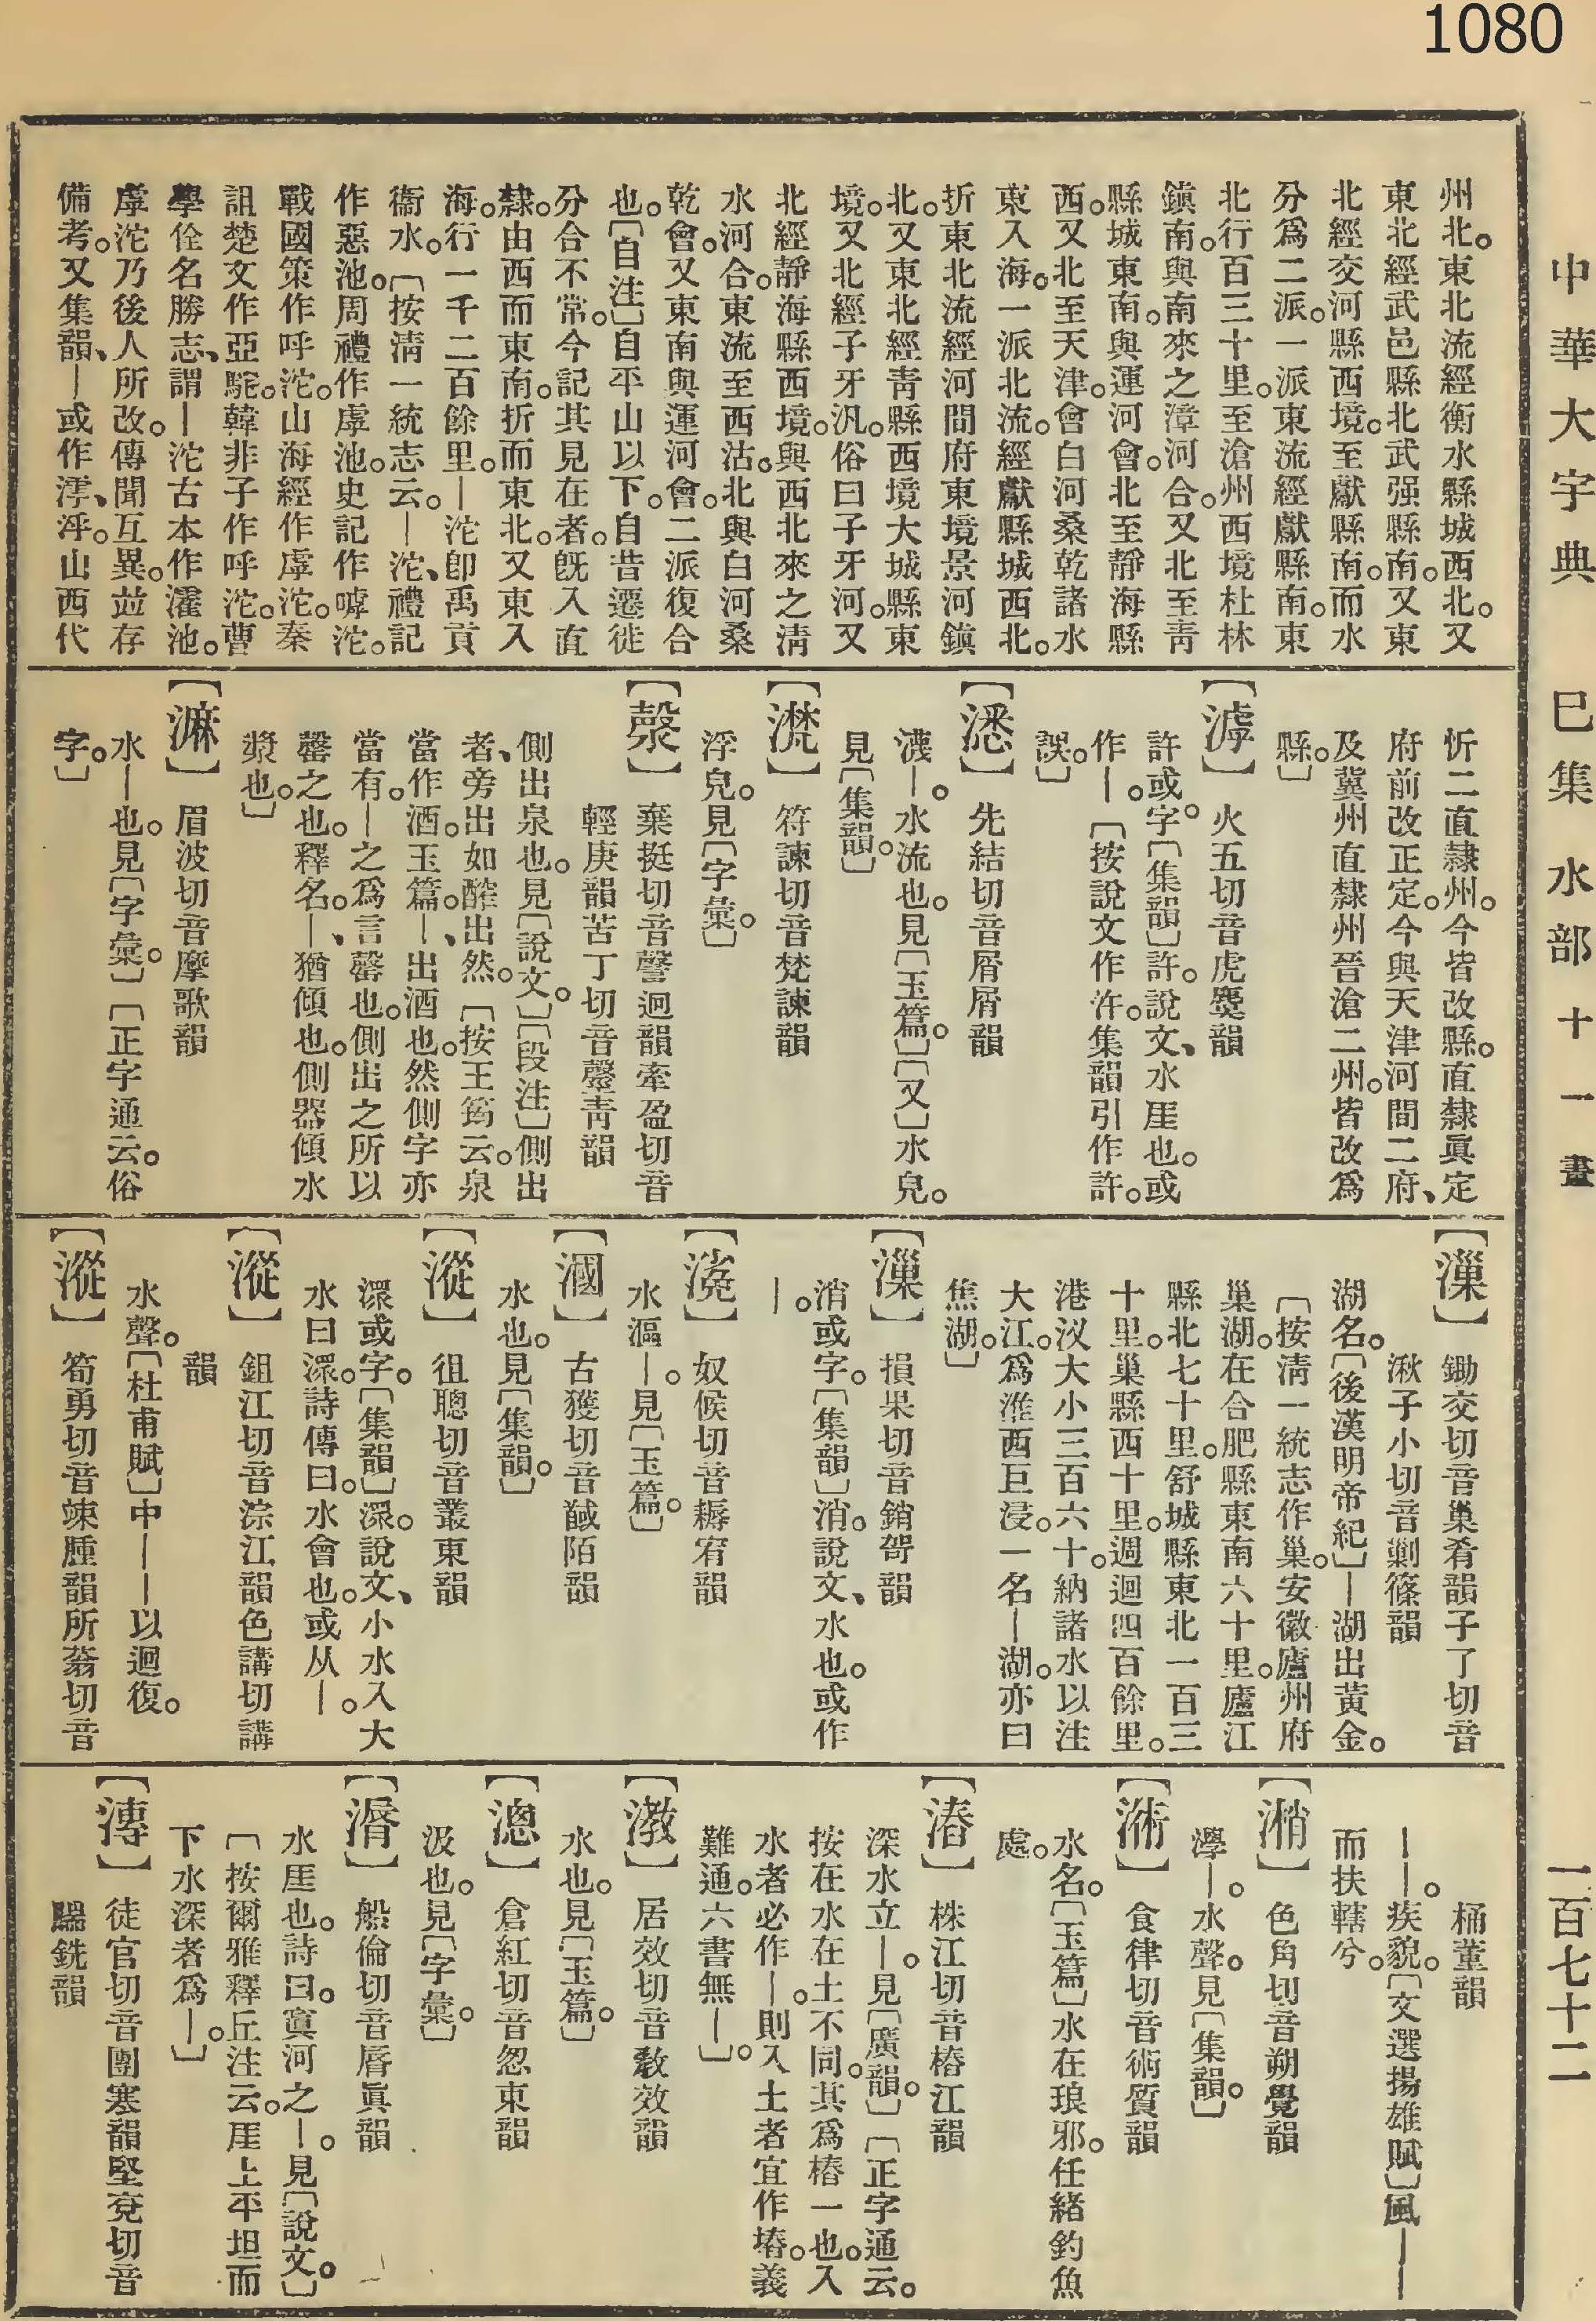 1080
中華大字典　巳集　水部　十一畫　一百七十二
州北。東北流經衡水縣城西北。又
東北經武邑縣北武强縣南。又東
北經交河縣西境。至獻縣南。而水
分爲二派。一派東流經獻縣南。東
北行百三十里。至滄州西境杜林
鎭南。與南來之漳河合。又北至靑
縣城東南。與運河會。北至靜海縣
西。又北至天津。會白河桑乾諸水
東入海。一派北流。經獻縣城西北。
折東北流經河間府東境景河鎭
北。又東北經靑縣西境大城縣東
境。又北經子牙汎。俗曰子牙河。又
北經靜海縣西境。與西北來之淸
水河合。東流至西沽。北與白河桑
乾會。又東南與運河會。二派復合
也。〔自注〕自平山以下。自昔遷徙
分合不常。今記其見在者。旣入直
隸。由西而東南。折而東北。又東入
海。行一千二百餘里。—沱卽禹貢
衞水。〔按淸一統志云。—沱、禮記
作惡池。周禮作虖池。史記作嘑沱。
戰國策作呼沱。山海經作虖沱。秦
詛楚文作亞駝。韓非子作呼沱。曹
學佺名勝志、謂—沱古本作濩池。
虖沱乃後人所改。傳聞互異。竝存
備考。又集韻、—或作滹、泘。山西代
忻二直隸州。今皆改縣。直隸眞定
府前改正定。今與天津河間二府、
及冀州直隸州晉滄二州。皆改爲
縣。〕
〔滹〕　火五切音虎麌韻
許或字。〔集韻〕許。說文、水厓也。或
作—。〔按說文作汻。集韻引作許。
誤。〕
〔㴽〕　先結切音屑屑韻
瀎—。水流也。見〔玉篇。〕〔又〕水皃。
見〔集韻。〕
〔㶗〕　符諫切音梵諫韻
浮皃。見〔字彙。〕
〔漀〕　棄挺切音謦迥韻牽盈切音
輕庚韻苦丁切音罄靑韻
側出泉也。見〔說文。〕〔段注〕側出
者、旁出如醡出然。〔按王筠云。泉
當作酒。玉篇—、出酒也。然側字亦
當有。—之爲言罄也。側出之所以
罄之也。釋名。—、猶傾也。側器傾水
漿也。〕
〔㵋〕　眉波切音摩歌韻
水—也。見〔字彙。〕〔正字通云。俗
字。〕
〔漅〕　鋤交切音巢肴韻子了切音
湫子小切音剿篠韻
湖名。〔後漢明帝紀〕—湖出黃金。
〔按淸一統志作巢。安徽廬州府
巢湖。在合肥縣東南六十里。廬江
縣北七十里。舒城縣東北一百三
十里。巢縣西十里。週迴四百餘里。
港汊大小三百六十。納諸水以注
大江。爲淮西巨浸。一名—湖。亦曰
焦湖。〕
〔漅〕　損果切音鎖哿韻
消或字。〔集韻〕消。說文、水也。或作
—。
〔㳶〕　奴候切音耨宥韻
水漚—。見〔玉篇。〕
〔漍〕　古獲切音馘陌韻
水也。見〔集韻。〕
〔漎〕　徂聰切音叢東韻
潀或字。〔集韻〕潀。說文、小水入大
水曰潀。詩傳曰。水會也。或从—。
〔漎〕　鉏江切音淙江韻色講切講
韻
水聲。〔杜甫賦〕中——以迴復。
〔漎〕　筍勇切音竦腫韻所蓊切音
桶董韻
——。疾貌。〔文選揚雄賦〕風——
而扶轄兮。
〔潲〕　色角切音朔覺韻
灂—。水聲。見〔集韻。〕
〔潏〕　食律切音術質韻
水名。〔玉篇〕水在琅邪。任緒釣魚
處。
〔漴〕　株江切音樁江韻
深水立—。見〔廣韻。〕〔正字通云。
按在水在土不同。其爲樁一也。入
水者必作—。則入土者宜作㙙。義
難通。六書無—。〕
〔漖〕　居效切音敎效韻
水也。見〔玉篇。〕
〔漗〕　倉紅切音怱東韻
汲也。見〔字彙。〕
〔漘〕　船倫切音脣眞韻
水厓也。詩曰。寘河之—。見〔說文。〕
〔按爾雅釋丘注云。厓上平坦而
下水深者爲—。〕
〔漙〕　徒官切音團寒韻竪兗切音
腨銑韻